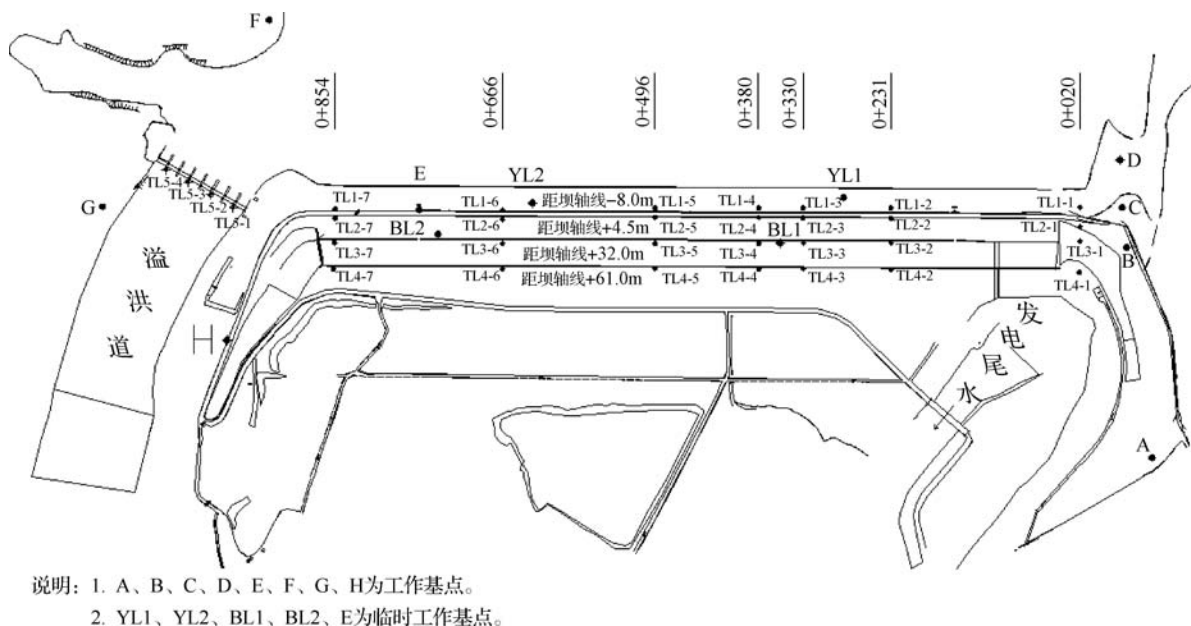 F
0+854
0+666
0+496
0+380
0+330
0+231
0+020
D
TL5-4
TL5-3
TL5-2
TL5-1
G
E
YL2
YL1
TL1-7
TL1-6
距坝轴线-8.0m
TL1-5
TL1-4
TL1-3
TL1-2
TL1-1
C
TL2-7
BL2
TL2-6
距坝轴线+4.5m
TL2-5
TL2-4
BL1
TL2-3
TL2-2
TL2-1
TL3-7
TL3-6
距坝轴线+32.0m
TL3-5
TL3-4
TL3-3
TL3-2
TL3-1
B
TL4-7
TL4-6
距坝轴线+61.0m
TL4-5
TL4-4
TL4-3
TL4-2
TL4-1
溢洪道
H
发电尾水
A
说明：1. A、B、C、D、E、F、G、H为工作基点。
2. YL1、YL2、BL1、BL2、E为临时工作基点。